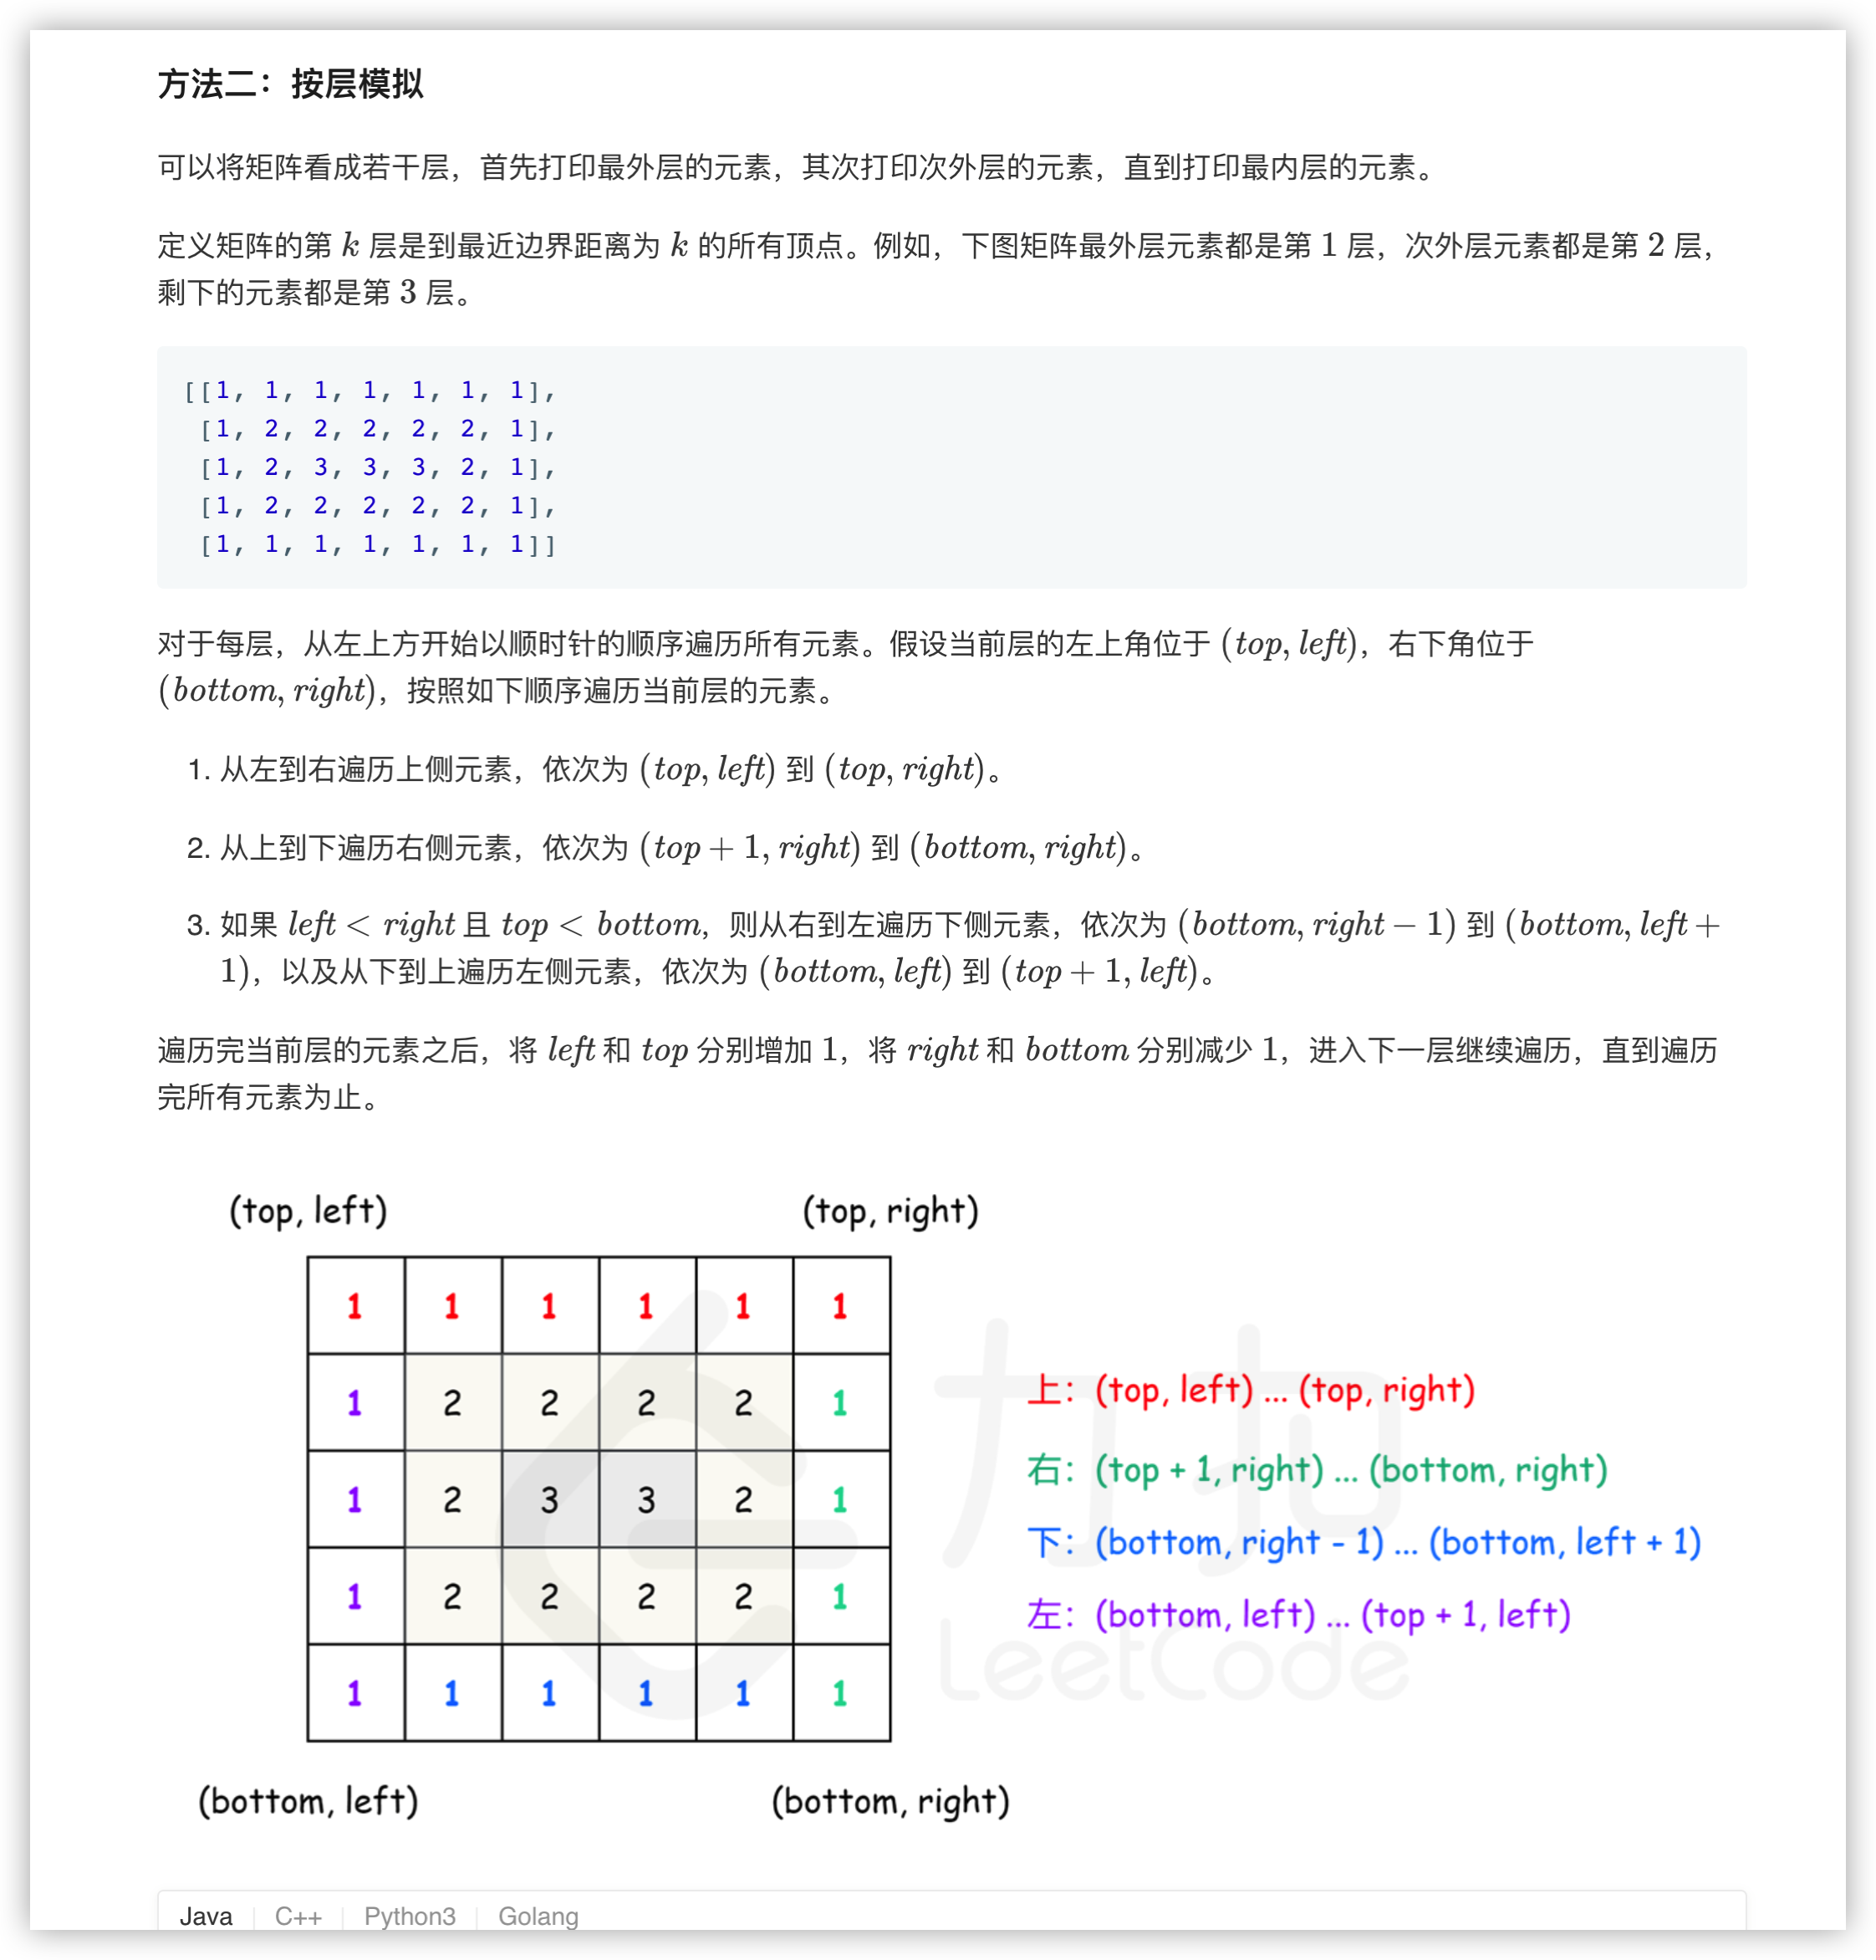 方法二：按层模拟
可以将矩阵看成若干层，首先打印最外层的元素，其次打印次外层的元素，直到打印最内层的元素。
定义矩阵的第 k 层是到最近边界距离为 k 的所有顶点。例如，下图矩阵最外层元素都是第 1 层，次外层元素都是第 2 层，
剩下的元素都是第 3 层。
[[1, 1, 1, 1, 1, 1, 1],
[1, 2, 2, 2, 2, 2, 1],
[1, 2, 3, 3, 3, 2, 1],
[1, 2, 2, 2, 2, 2, 1],
[1, 1, 1, 1, 1, 1, 1]]
对于每层，从左上方开始以顺时针的顺序遍历所有元素。假设当前层的左上角位于 (top, left)，右下角位于
(bottom, right)，按照如下顺序遍历当前层的元素。
1. 从左到右遍历上侧元素，依次为 (top, left) 到 (top, right)。
2. 从上到下遍历右侧元素，依次为 (top + 1, right) 到 (bottom, right)。
3. 如果 left < right 且 top < bottom，则从右到左遍历下侧元素，依次为 (bottom, right − 1) 到 (bottom, left +
1)，以及从下到上遍历左侧元素，依次为 (bottom, left) 到 (top + 1, left)。
遍历完当前层的元素之后，将 left 和 top 分别增加 1，将 right 和 bottom 分别减少 1，进入下一层继续遍历，直到遍历
完所有元素为止。
(top, left) (top, right)
1 1 1 1 1 1
1 2 2 2 2 1
1 2 3 3 2 1
1 2 2 2 2 1
1 1 1 1 1 1
(bottom, left) (bottom, right)
上：(top, left) ... (top, right)
右：(top + 1, right) ... (bottom, right)
下：(bottom, right - 1) ... (bottom, left + 1)
左：(bottom, left) ... (top + 1, left)
力扣
LeetCode
Java C++ Python3 Golang